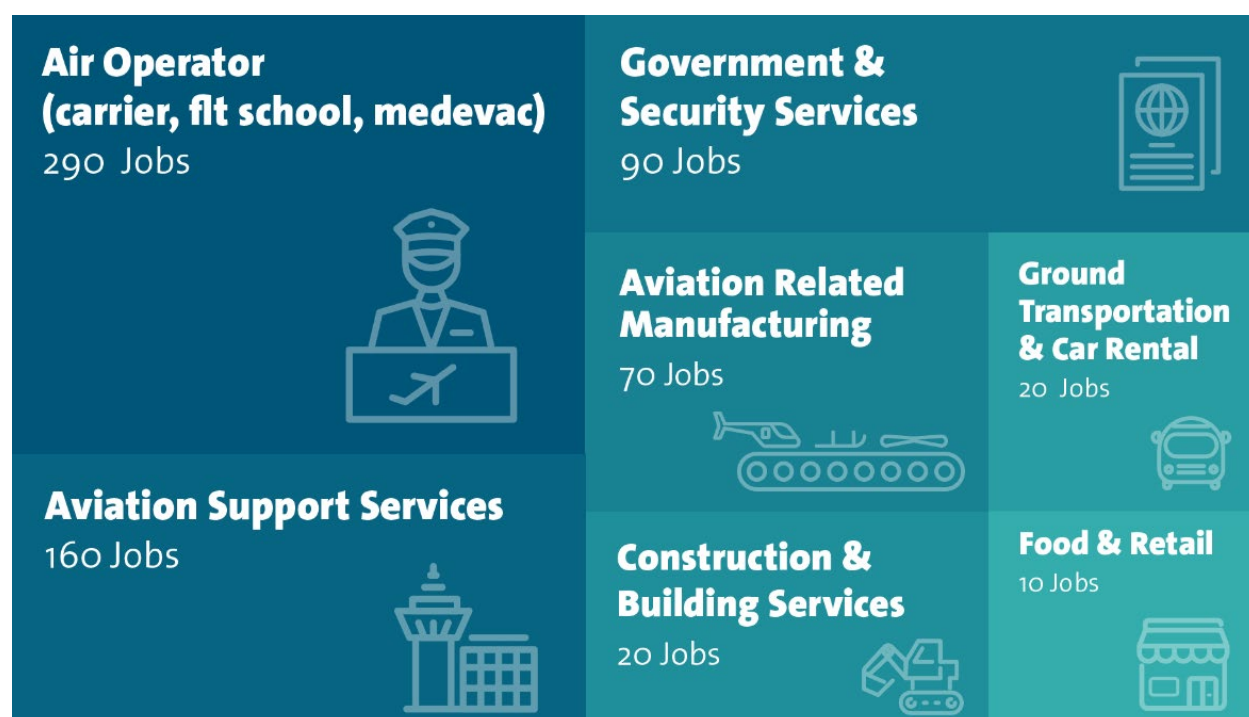 Air Operator
(carrier, flt school, medevac)
290 Jobs
Government &
Security Services
90 Jobs
Aviation Related
Manufacturing
70 Jobs
Ground
Transportation
& Car Rental
20 Jobs
Aviation Support Services
160 Jobs
Construction &
Building Services
20 Jobs
Food & Retail
10 Jobs